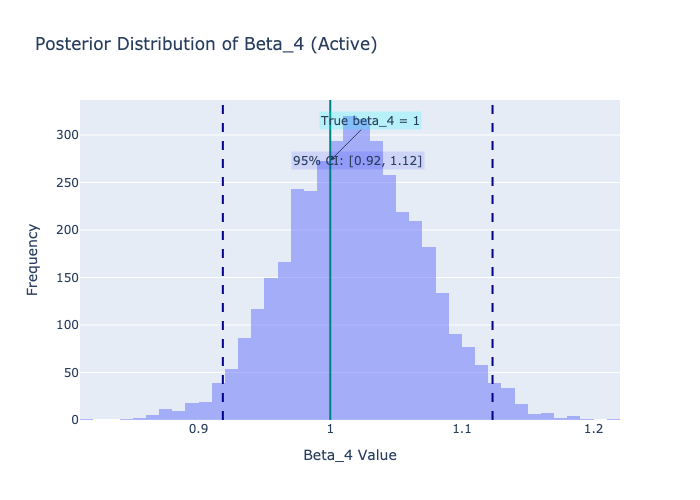 Posterior Distribution of Beta_4 (Active)
True beta_4 = 1
95% CI: [0.92, 1.12]
300
250
200
150
100
50
0
0.9
1
1.1
1.2
Frequency
Beta_4 Value